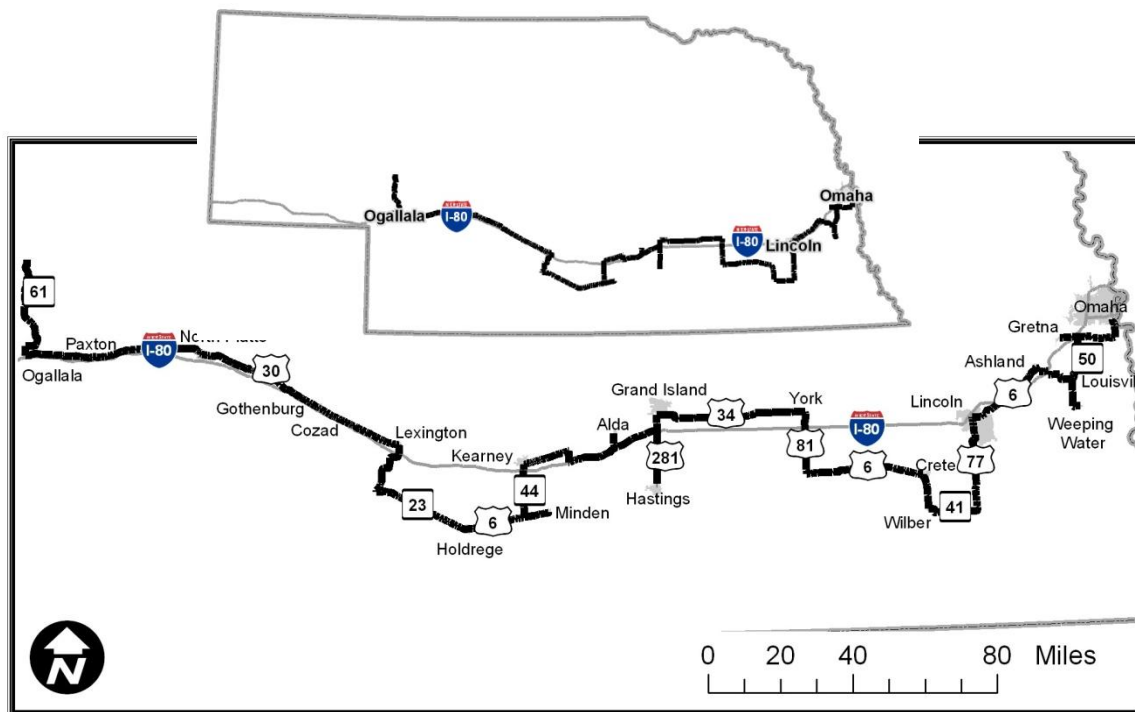 Omaha
Ogallala
I-80
I-80
Lincoln
61
Omaha
Gretna
Paxton
I-80
50
Ogallala
30
Ashland
Louisvil
Grand Island
6
Gothenburg
34
York
Lincoln
Cozad
Weeping
Water
Lexington
Alda
I-80
Kearney
81
281
6
Crete
77
44
Hastings
23
Minden
41
6
Wilber
Holdrege
N
0 20 40 80 Miles